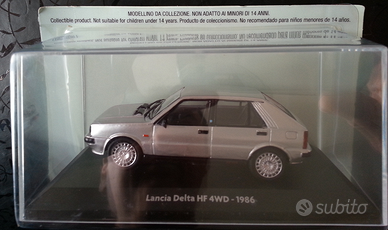 MODELLINO DA COLLEZIONE. NON ADATTO AI MINORI DI 14 ANNI.
Collectible product. Not suitable for children under 14 years. Producto de coleccionismo. No recomendado para niños menores de 14 años.
Lancia Delta HF 4WD - 1986
subito